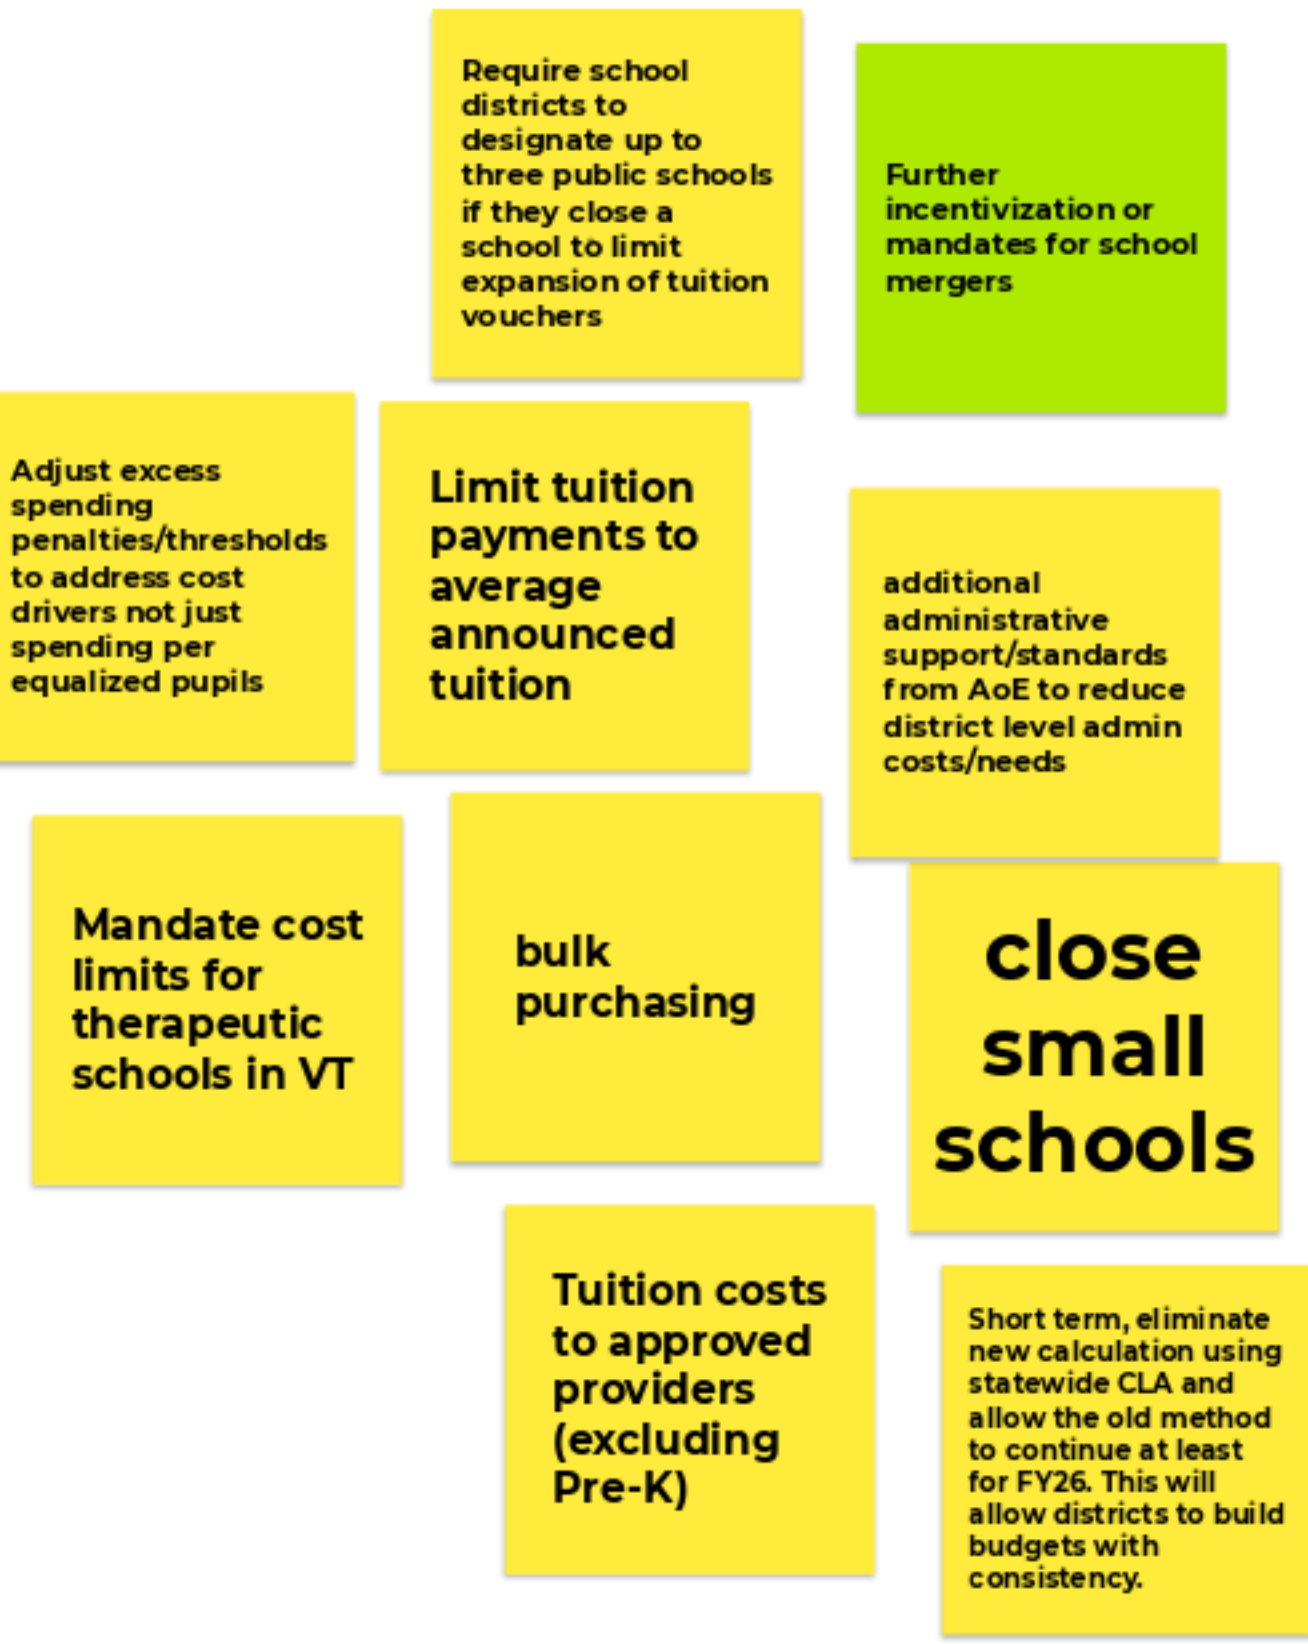 Require school
districts to
designate up to
three public schools
if they close a
school to limit
expansion of tuition
vouchers
Further
incentivization or
mandates for school
mergers
Adjust excess
spending
penalties/thresholds
to address cost
drivers not just
spending per
equalized pupils
Limit tuition
payments to
average
announced
tuition
additional
administrative
support/standards
from AoE to reduce
district level admin
costs/needs
Mandate cost
limits for
therapeutic
schools in VT
bulk
purchasing
close
small
schools
Tuition costs
to approved
providers
(excluding
Pre-K)
Short term, eliminate
new calculation using
statewide CLA and
allow the old method
to continue at least
for FY26. This will
allow districts to build
budgets with
consistency.